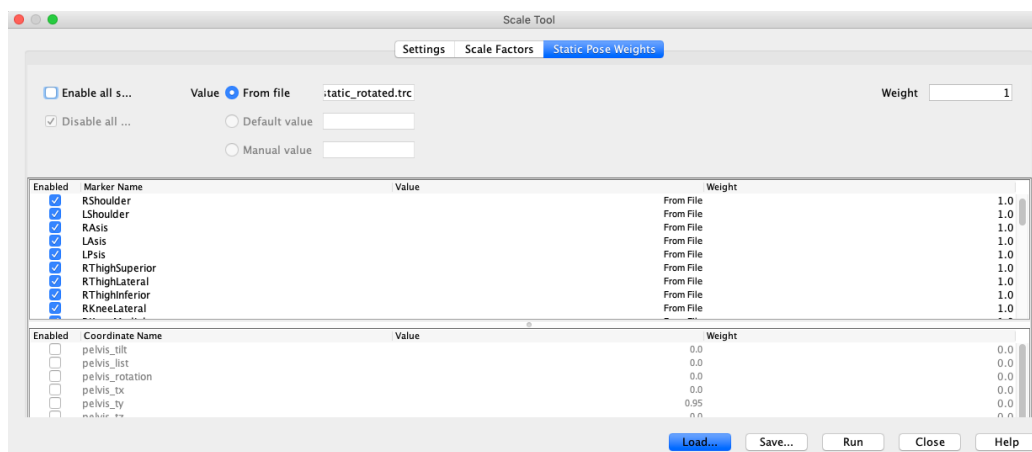 Scale Tool
Settings Scale Factors Static Pose Weights
Enable all s... Value From file static_rotated.trc Weight 1
Disable all ... Default value
Manual value
Enabled Marker Name Value Weight
RShoulder From File 1.0
LShoulder From File 1.0
RAsis From File 1.0
LAsis From File 1.0
LPsis From File 1.0
RThighSuperior From File 1.0
RThighLateral From File 1.0
RThighInferior From File 1.0
RKneeLateral From File 1.0
Enabled Coordinate Name Value Weight
pelvis_tilt 0.0 0.0
pelvis_list 0.0 0.0
pelvis_rotation 0.0 0.0
pelvis_tx 0.0 0.0
pelvis_ty 0.95 0.0
pelvis_tz 0.0 0.0
Load... Save... Run Close Help